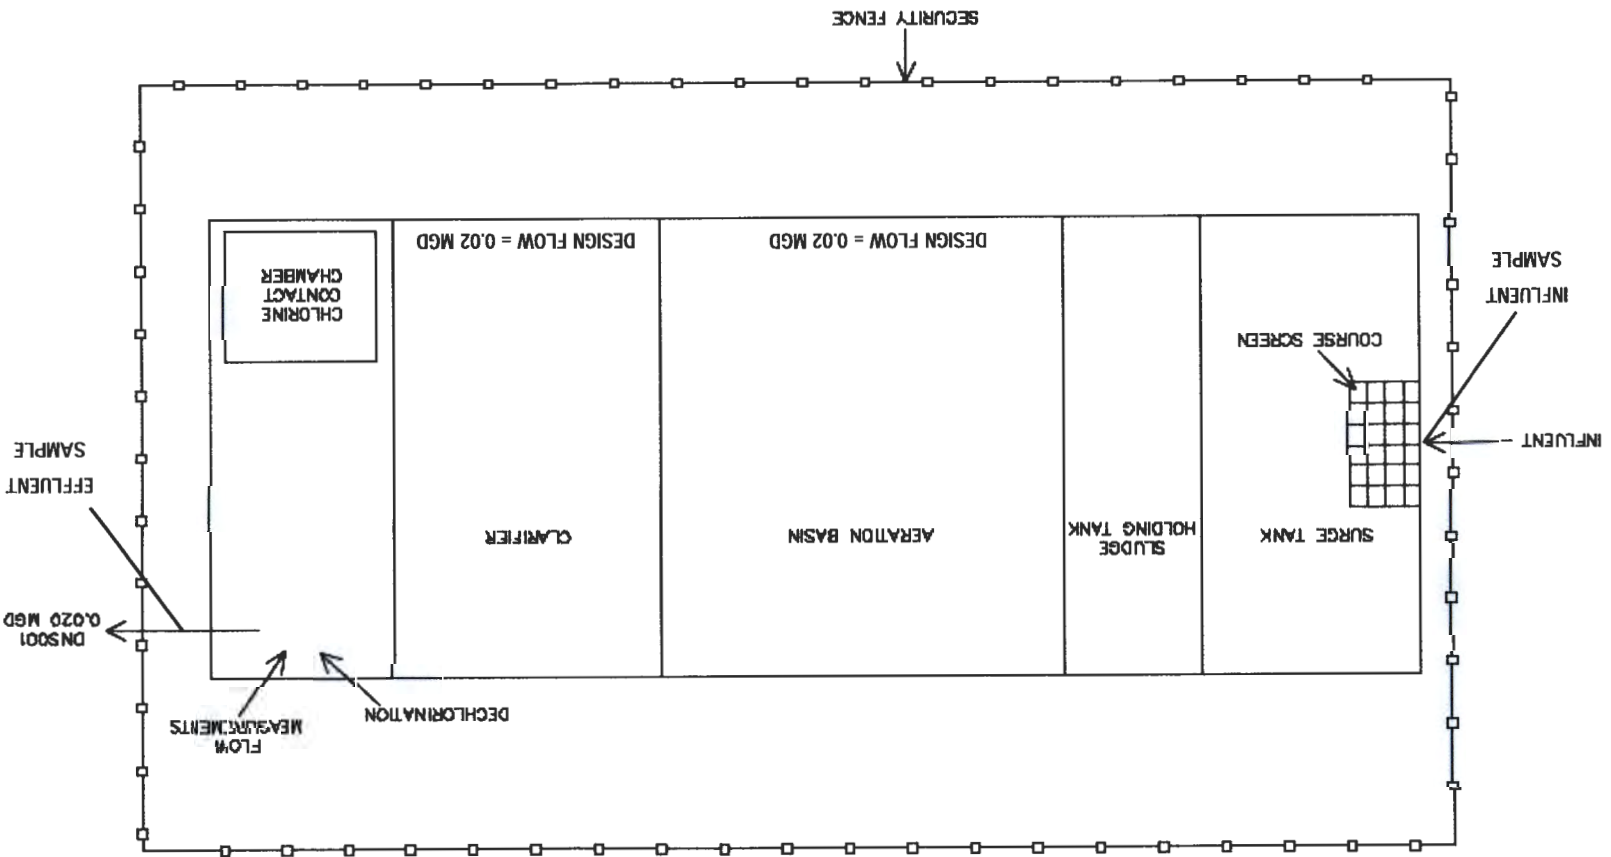 FLOW
MEASUREMENTS
DECHLORINATION
DNS001
0.020 MGD
SURGE TANK
SLUDGE
HOLDING TANK
AERATION BASIN
CLARIFIER
EFFLUENT
SAMPLE
INFLUENT
COURSE SCREEN
CHLORINE
CONTACT
CHAMBER
INFLUENT
SAMPLE
DESIGN FLOW = 0.02 MGD
DESIGN FLOW = 0.02 MGD
SECURITY FENCE